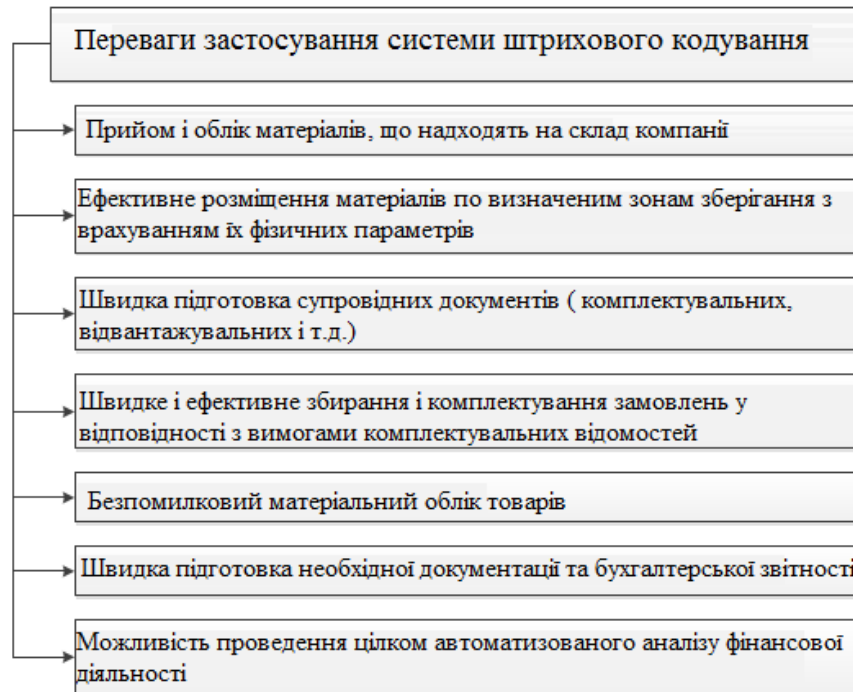 Переваги застосування системи штрихового кодування
Прийом і облік матеріалів, що надходять на склад компанії
Ефективне розміщення матеріалів по визначеним зонам зберігання з
врахуванням їх фізичних параметрів
Швидка підготовка супровідних документів ( комплектувальних,
відвантажувальних і т.д.)
Швидке і ефективне збирання і комплектування замовлень у
відповідності з вимогами комплектувальних відомостей
Безпомилковий матеріальний облік товарів
Швидка підготовка необхідної документації та бухгалтерської звітності
Можливість проведення цілком автоматизованого аналізу фінансової
діяльності